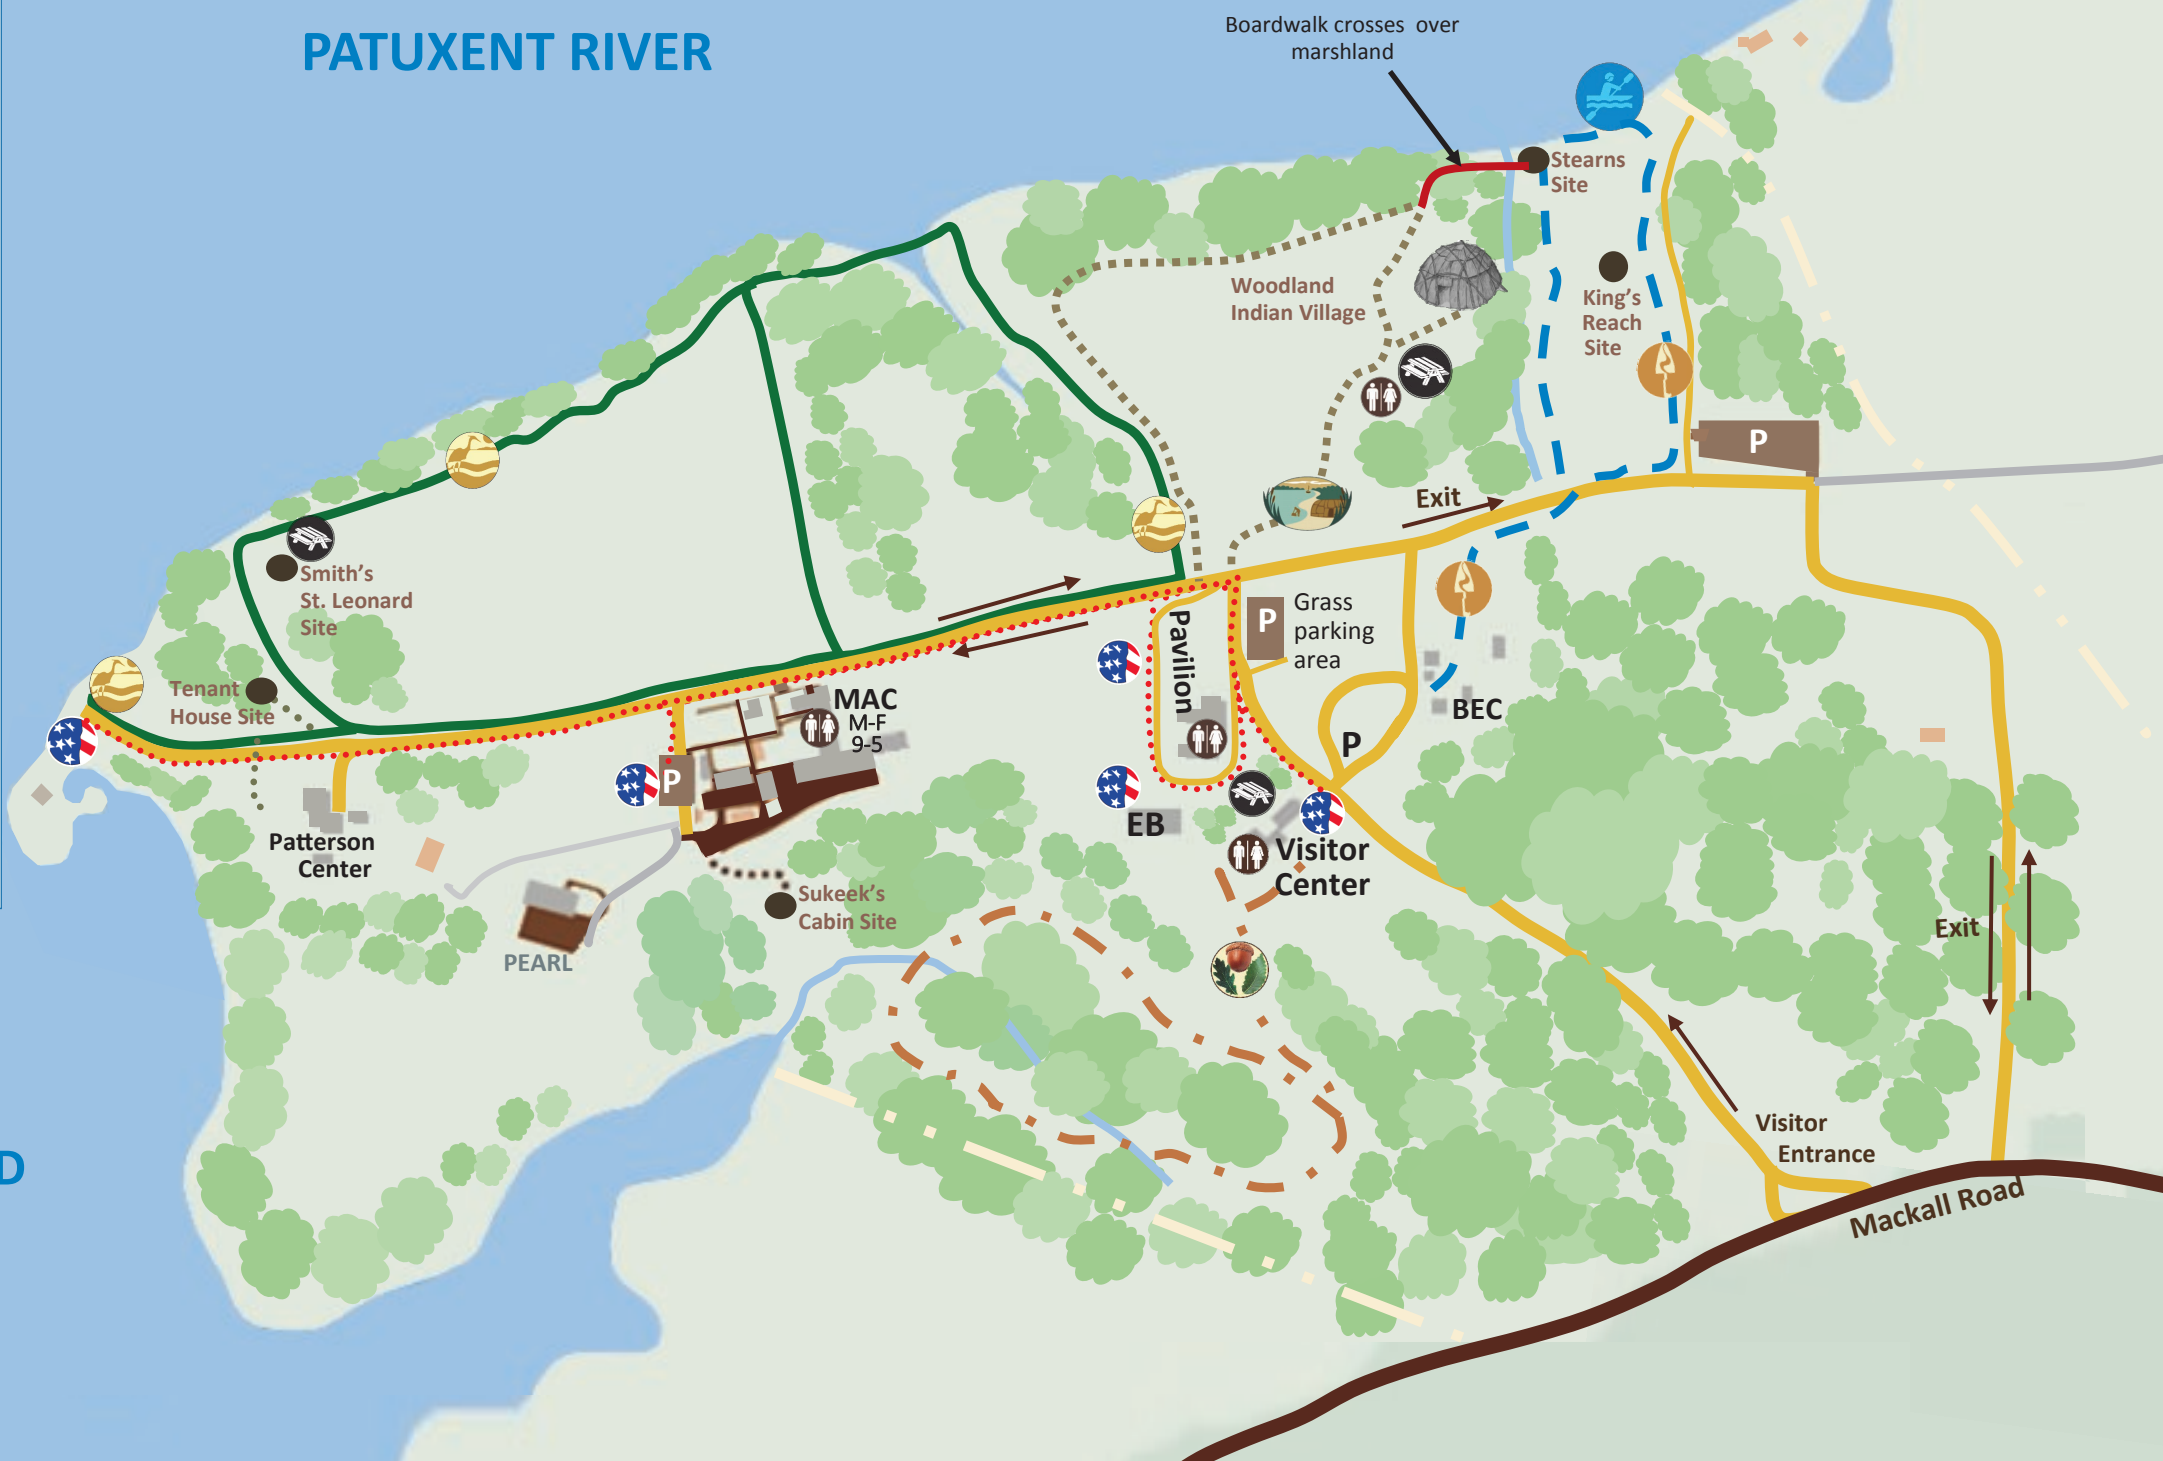 PATUXENT RIVER
Boardwalk crosses over
marshland
Stearns
Site
Woodland
Indian Village
King's
Reach
Site
P
Exit
Smith's
St. Leonard
Site
Grass
parking
area
P
Pavilion
Tenant
House Site
MAC
M-F
9-5
P
BEC
P
EB
Patterson
Center
Visitor
Center
Sukeek's
Cabin Site
PEARL
Exit
Visitor
Entrance
D
Mackall Road